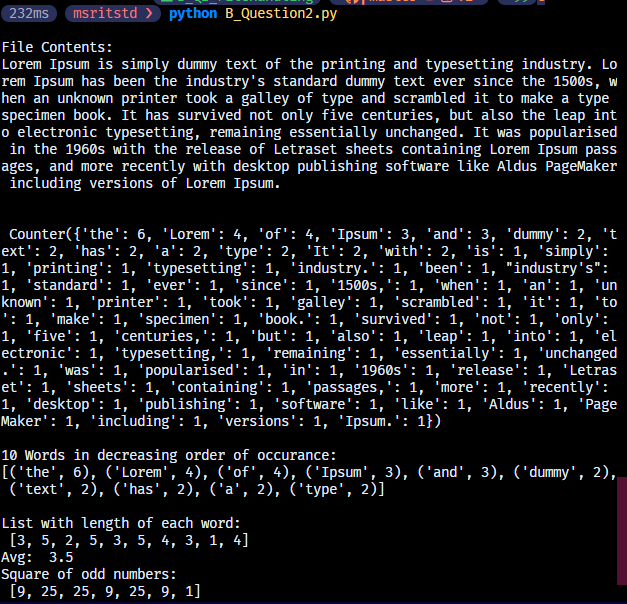 232ms msritstd ❯ python B_Question2.py
File Contents:
Lorem Ipsum is simply dummy text of the printing and typesetting industry. Lo
rem Ipsum has been the industry's standard dummy text ever since the 1500s, w
hen an unknown printer took a galley of type and scrambled it to make a type
specimen book. It has survived not only five centuries, but also the leap int
o electronic typesetting, remaining essentially unchanged. It was popularised
 in the 1960s with the release of Letraset sheets containing Lorem Ipsum pass
ages, and more recently with desktop publishing software like Aldus PageMaker
 including versions of Lorem Ipsum.
 Counter({'the': 6, 'Lorem': 4, 'of': 4, 'Ipsum': 3, 'and': 3, 'dummy': 2, 't
ext': 2, 'has': 2, 'a': 2, 'type': 2, 'It': 2, 'with': 2, 'is': 1, 'simply':
1, 'printing': 1, 'typesetting': 1, 'industry.': 1, 'been': 1, "industry's":
1, 'standard': 1, 'ever': 1, 'since': 1, '1500s,': 1, 'when': 1, 'an': 1, 'un
known': 1, 'printer': 1, 'took': 1, 'galley': 1, 'scrambled': 1, 'it': 1, 'to
': 1, 'make': 1, 'specimen': 1, 'book.': 1, 'survived': 1, 'not': 1, 'only':
1, 'five': 1, 'centuries,': 1, 'but': 1, 'also': 1, 'leap': 1, 'into': 1, 'el
ectronic': 1, 'typesetting,': 1, 'remaining': 1, 'essentially': 1, 'unchanged
.': 1, 'was': 1, 'popularised': 1, 'in': 1, '1960s': 1, 'release': 1, 'Letras
et': 1, 'sheets': 1, 'containing': 1, 'passages,': 1, 'more': 1, 'recently':
1, 'desktop': 1, 'publishing': 1, 'software': 1, 'like': 1, 'Aldus': 1, 'Page
Maker': 1, 'including': 1, 'versions': 1, 'Ipsum.': 1})
10 Words in decreasing order of occurance:
[('the', 6), ('Lorem', 4), ('of', 4), ('Ipsum', 3), ('and', 3), ('dummy', 2),
 ('text', 2), ('has', 2), ('a', 2), ('type', 2)]
List with length of each word:
 [3, 5, 2, 5, 3, 5, 4, 3, 1, 4]
Avg:  3.5
Square of odd numbers:
 [9, 25, 25, 9, 25, 9, 1]